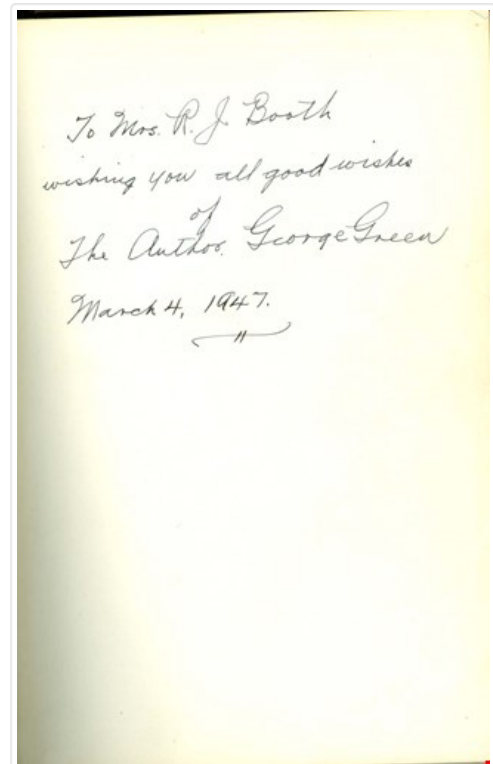 To Mrs. R. J. Booth
wishing you all good wishes
of
The Author. George Green
March 4, 1947.